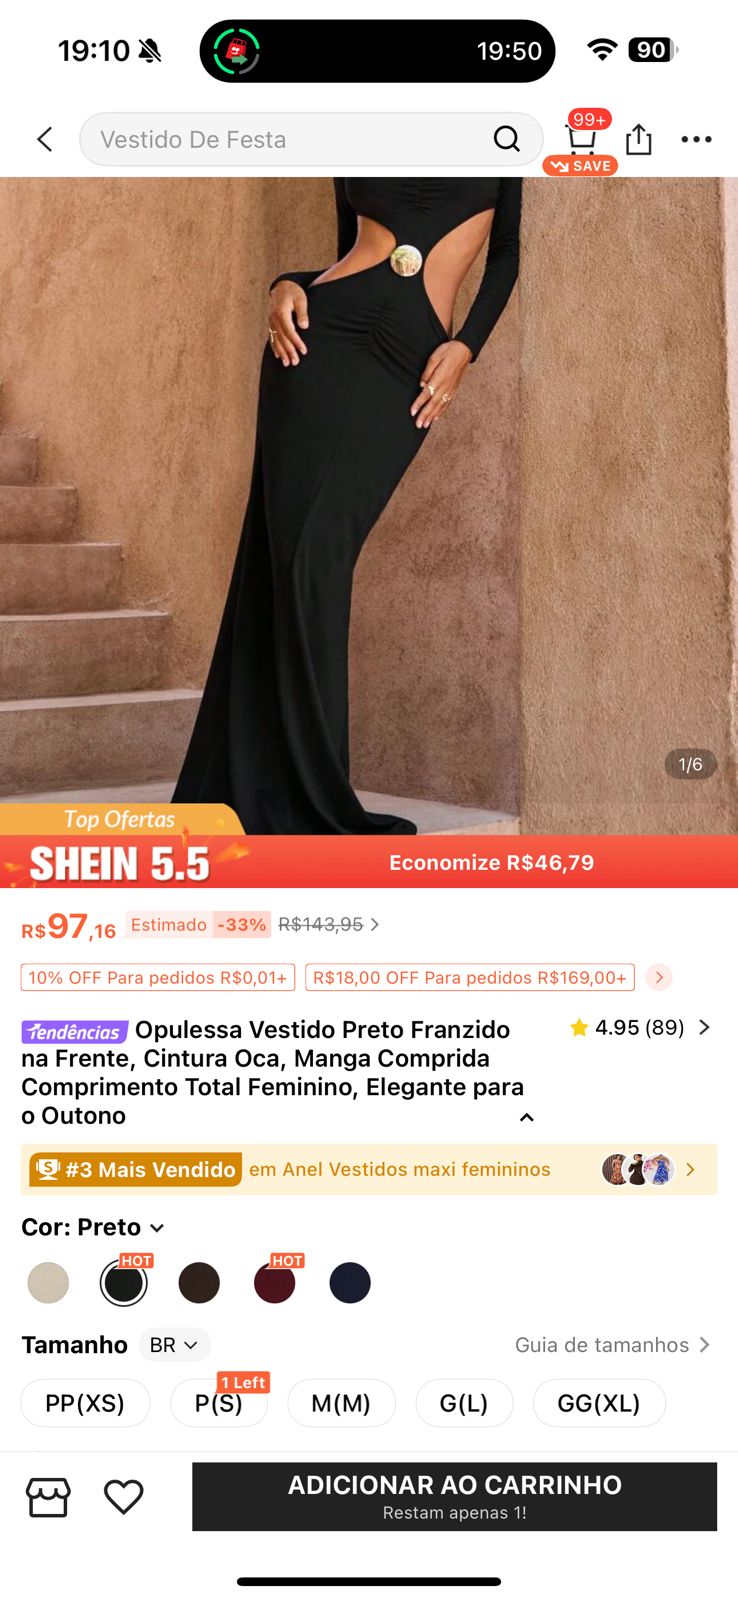 19:10
19:50
90
Vestido De Festa
99+
SAVE
1/6
Top Ofertas
SHEIN 5.5
Economize R$46,79
R$97,16 Estimado -33% R$143,95
10% OFF Para pedidos R$0,01+
R$18,00 OFF Para pedidos R$169,00+
Tendências Opulessa Vestido Preto Franzido
na Frente, Cintura Oca, Manga Comprida
Comprimento Total Feminino, Elegante para
o Outono
4.95 (89)
#3 Mais Vendido em Anel Vestidos maxi femininos
Cor: Preto
HOT
HOT
Tamanho BR
Guia de tamanhos
1 Left
PP(XS) P(S) M(M) G(L) GG(XL)
ADICIONAR AO CARRINHO
Restam apenas 1!